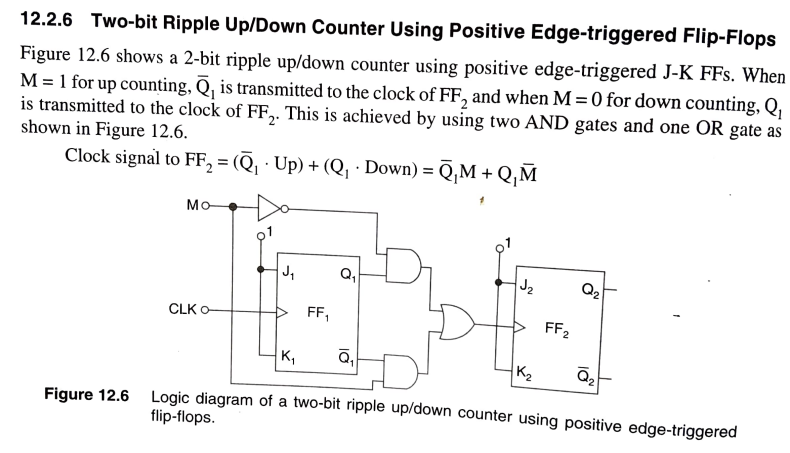 12.2.6 Two-bit Ripple Up/Down Counter Using Positive Edge-triggered Flip-Flops
Figure 12.6 shows a 2-bit ripple up/down counter using positive edge-triggered J-K FFs. When
M = 1 for up counting, Q̅₁ is transmitted to the clock of FF₂ and when M = 0 for down counting, Q₁
is transmitted to the clock of FF₂. This is achieved by using two AND gates and one OR gate as
shown in Figure 12.6.
Clock signal to FF₂ = (Q̅₁ · Up) + (Q₁ · Down) = Q̅₁M + Q₁M̅
M
1
1
J₁
Q₁
J₂
Q₂
CLK
FF₁
FF₂
K₁
Q̅₁
K₂
Q̅₂
Figure 12.6 Logic diagram of a two-bit ripple up/down counter using positive edge-triggered
flip-flops.